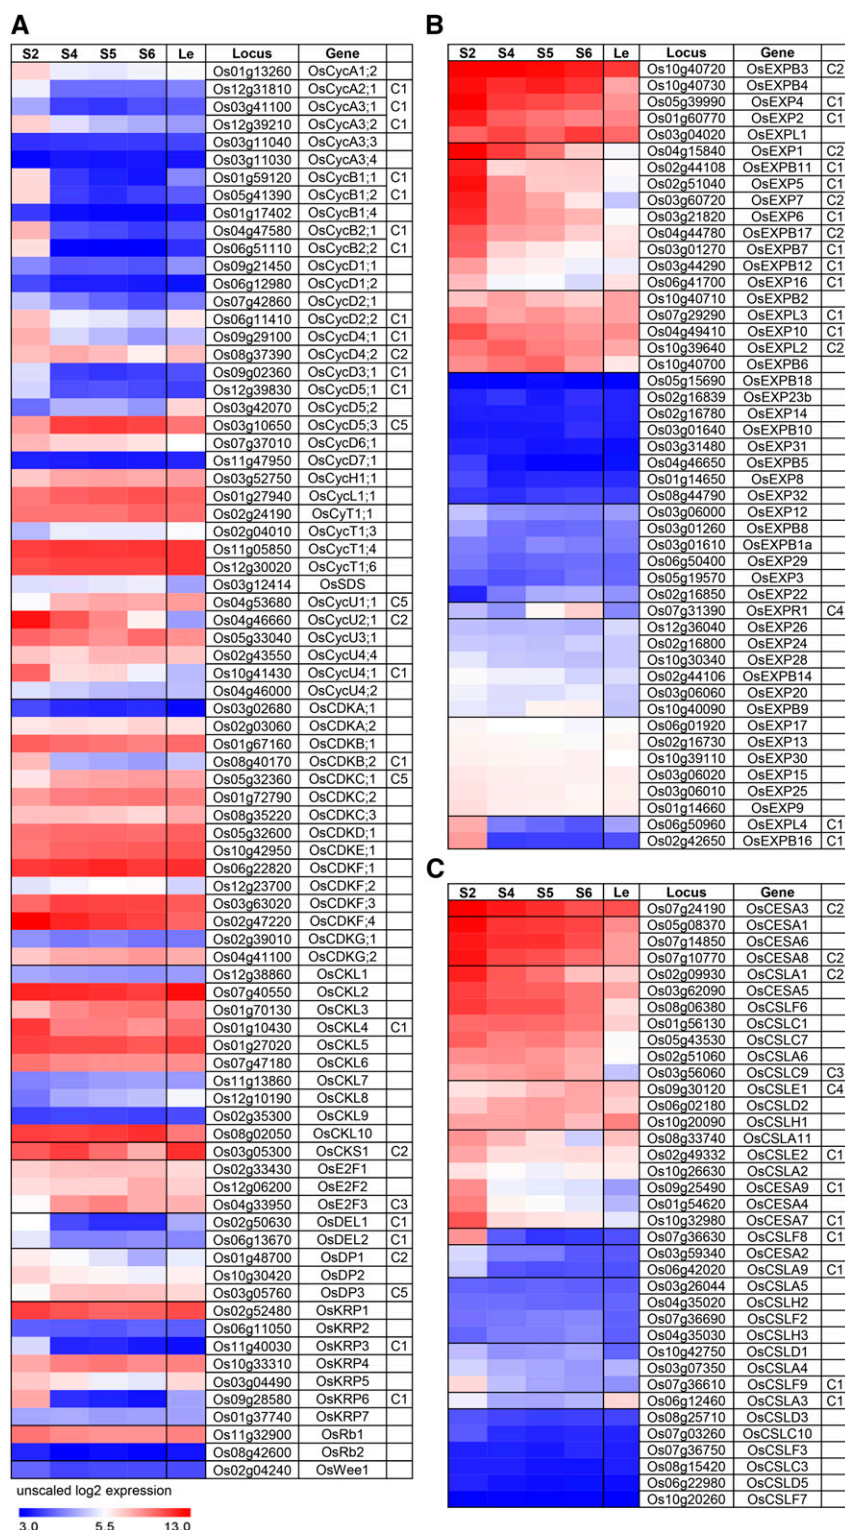 A
S2 S4 S5 S6 Le Locus Gene
Os01g13260 OsCycA1;2
Os12g31810 OsCycA2;1 C1
Os03g41100 OsCycA3;1 C1
Os12g39210 OsCycA3;2 C1
Os03g11040 OsCycA3;3
Os03g11030 OsCycA3;4
Os01g59120 OsCycB1;1 C1
Os05g41390 OsCycB1;2 C1
Os01g17402 OsCycB1;4
Os04g47580 OsCycB2;1 C1
Os06g51110 OsCycB2;2 C1
Os09g21450 OsCycD1;1
Os06g12980 OsCycD1;2
Os07g42860 OsCycD2;1
Os06g11410 OsCycD2;2 C1
Os09g29100 OsCycD4;1 C1
Os08g37390 OsCycD4;2 C2
Os09g02360 OsCycD3;1 C1
Os12g39830 OsCycD5;1 C1
Os03g42070 OsCycD5;2
Os03g10650 OsCycD5;3 C5
Os07g37010 OsCycD6;1
Os11g47950 OsCycD7;1
Os03g52750 OsCycH1;1
Os01g27940 OsCycL1;1
Os02g24190 OsCyT1;1
Os02g04010 OsCycT1;3
Os11g05850 OsCycT1;4
Os12g30020 OsCycT1;6
Os03g12414 OsSDS
Os04g53680 OsCycU1;1 C5
Os04g46660 OsCycU2;1 C2
Os05g33040 OsCycU3;1
Os02g43550 OsCycU4;4
Os10g41430 OsCycU4;1 C1
Os04g46000 OsCycU4;2
Os03g02680 OsCDKA;1
Os02g03060 OsCDKA;2
Os01g67160 OsCDKB;1
Os08g40170 OsCDKB;2 C1
Os05g32360 OsCDKC;1 C5
Os01g72790 OsCDKC;2
Os08g35220 OsCDKC;3
Os05g32600 OsCDKD;1
Os10g42950 OsCDKE;1
Os06g22820 OsCDKF;1
Os12g23700 OsCDKF;2
Os03g63020 OsCDKF;3
Os02g47220 OsCDKF;4
Os02g39010 OsCDKG;1
Os04g41100 OsCDKG;2
Os12g38860 OsCKL1
Os07g40550 OsCKL2
Os01g70130 OsCKL3
Os01g10430 OsCKL4 C1
Os01g27020 OsCKL5
Os07g47180 OsCKL6
Os11g13860 OsCKL7
Os12g10190 OsCKL8
Os02g35300 OsCKL9
Os08g02050 OsCKL10
Os03g05300 OsCKS1 C2
Os02g33430 OsE2F1
Os12g06200 OsE2F2
Os04g33950 OsE2F3 C3
Os02g50630 OsDEL1 C1
Os06g13670 OsDEL2 C1
Os01g48700 OsDP1 C2
Os10g30420 OsDP2
Os03g05760 OsDP3 C5
Os02g52480 OsKRP1
Os06g11050 OsKRP2
Os11g40030 OsKRP3 C1
Os10g33310 OsKRP4
Os03g04490 OsKRP5
Os09g28580 OsKRP6 C1
Os01g37740 OsKRP7
Os11g32900 OsRb1
Os08g42600 OsRb2
Os02g04240 OsWee1
unscaled log2 expression
3.0 5.5 13.0
B
S2 S4 S5 S6 Le Locus Gene
Os10g40720 OsEXPB3 C2
Os10g40730 OsEXPB4
Os05g39990 OsEXP4 C1
Os01g60770 OsEXP2 C1
Os03g04020 OsEXPL1
Os04g15840 OsEXP1 C2
Os02g44108 OsEXPB11 C1
Os02g51040 OsEXP5 C1
Os03g60720 OsEXP7 C2
Os03g21820 OsEXP6 C1
Os04g44780 OsEXPB17 C2
Os03g01270 OsEXPB7 C1
Os03g44290 OsEXPB12 C1
Os06g41700 OsEXP16 C1
Os10g40710 OsEXPB2
Os07g29290 OsEXPL3 C1
Os04g49410 OsEXP10 C1
Os10g39640 OsEXPL2 C2
Os10g40700 OsEXPB6
Os05g15690 OsEXPB18
Os02g16839 OsEXP23b
Os02g16780 OsEXP14
Os03g01640 OsEXPB10
Os03g31480 OsEXP31
Os04g46650 OsEXPB5
Os01g14650 OsEXP8
Os08g44790 OsEXP32
Os03g06000 OsEXP12
Os03g01260 OsEXPB8
Os03g01610 OsEXPB1a
Os06g50400 OsEXP29
Os05g19570 OsEXP3
Os02g16850 OsEXP22
Os07g31390 OsEXPR1 C4
Os12g36040 OsEXP26
Os02g16800 OsEXP24
Os10g30340 OsEXP28
Os02g44106 OsEXPB14
Os03g06060 OsEXP20
Os10g40090 OsEXPB9
Os06g01920 OsEXP17
Os02g16730 OsEXP13
Os10g39110 OsEXP30
Os03g06020 OsEXP15
Os03g06010 OsEXP25
Os01g14660 OsEXP9
Os06g50960 OsEXPL4 C1
Os02g42650 OsEXPB16 C1
C
S2 S4 S5 S6 Le Locus Gene
Os07g24190 OsCESA3 C2
Os05g08370 OsCESA1
Os07g14850 OsCESA6
Os07g10770 OsCESA8 C2
Os02g09930 OsCSLA1 C2
Os03g62090 OsCESA5
Os08g06380 OsCSLF6
Os01g56130 OsCSLC1
Os05g43530 OsCSLC7
Os02g51060 OsCSLA6
Os03g56060 OsCSLC9 C3
Os09g30120 OsCSLE1 C4
Os06g02180 OsCSLD2
Os10g20090 OsCSLH1
Os08g33740 OsCSLA11
Os02g49332 OsCSLE2 C1
Os10g26630 OsCSLA2
Os09g25490 OsCESA9 C1
Os01g54620 OsCESA4
Os10g32980 OsCESA7 C1
Os07g36630 OsCSLF8 C1
Os03g59340 OsCESA2
Os06g42020 OsCSLA9 C1
Os03g26044 OsCSLA5
Os04g35020 OsCSLH2
Os07g36690 OsCSLF2
Os04g35030 OsCSLH3
Os10g42750 OsCSLD1
Os03g07350 OsCSLA4
Os07g36610 OsCSLF9 C1
Os06g12460 OsCSLA3 C1
Os08g25710 OsCSLD3
Os07g03260 OsCSLC10
Os07g36750 OsCSLF3
Os08g15420 OsCSLC3
Os06g22980 OsCSLD5
Os10g20260 OsCSLF7